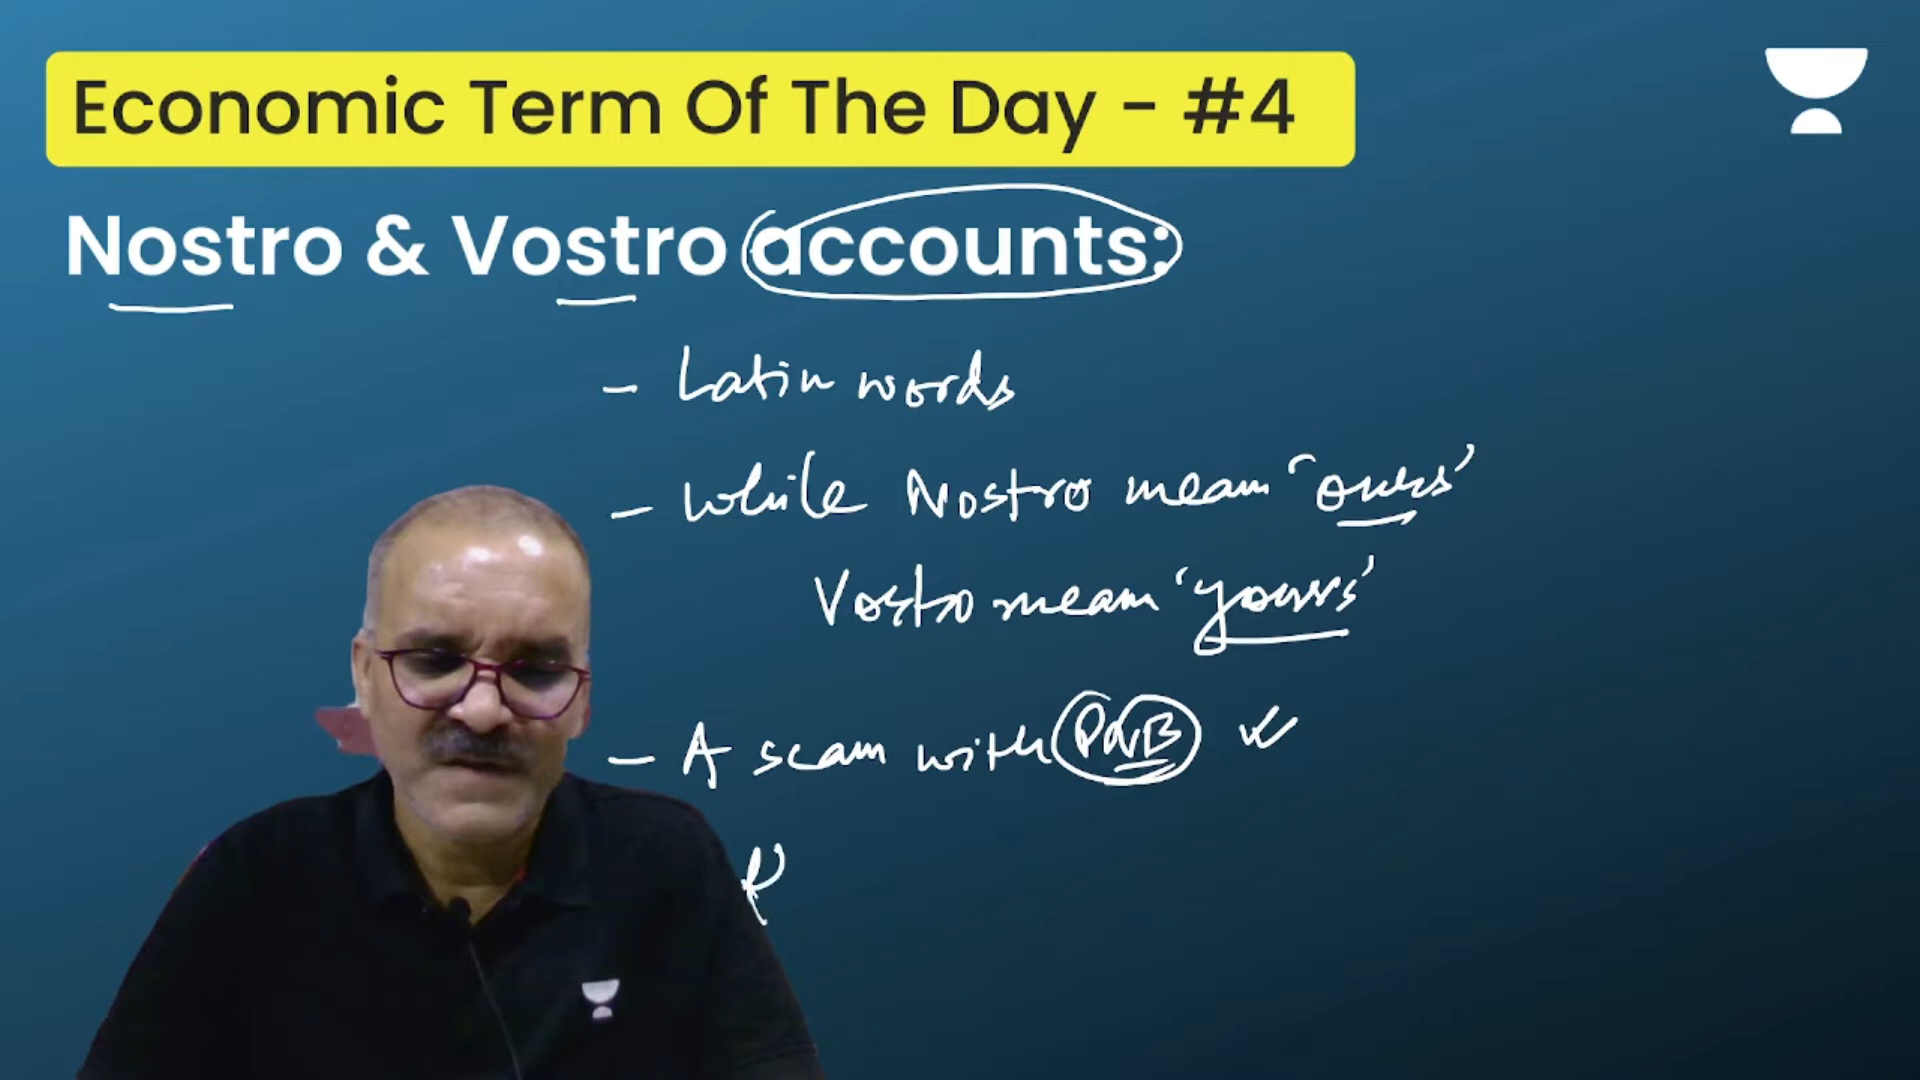 Economic Term Of The Day - #4
Nostro & Vostro accounts:
- Latin words
- While Nostro mean 'ours'
Vostro mean 'yours'
- A scam with PNB